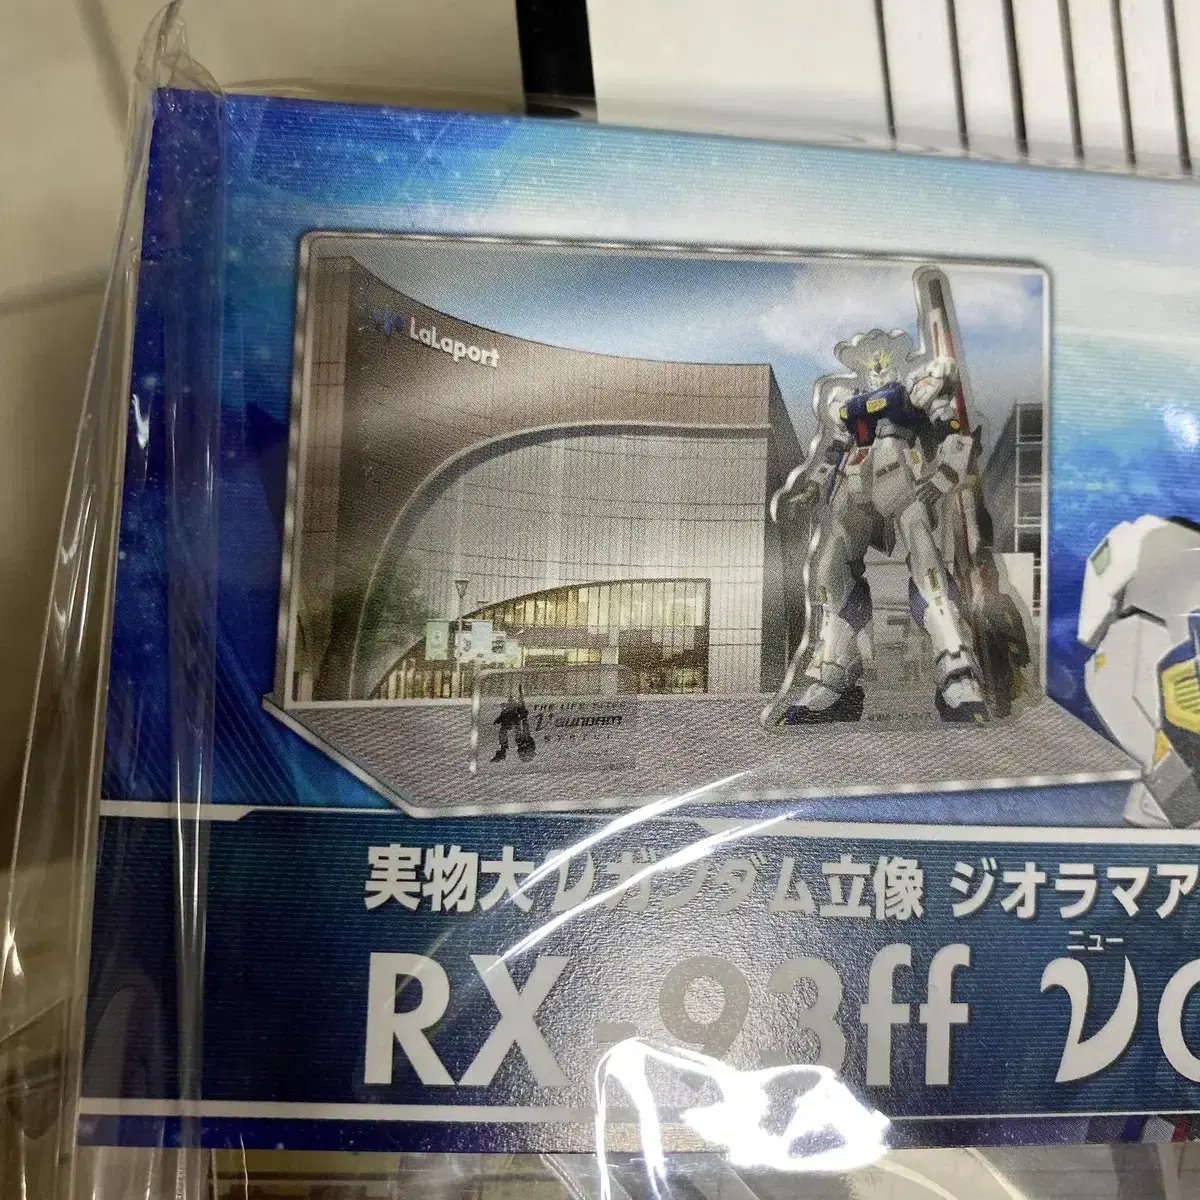 LaLaport
THE LIFE-SIZED
ν GUNDAM
STATUE
実物大νガンダム立像 ジオラマア
ニュー
RX-93ff ν